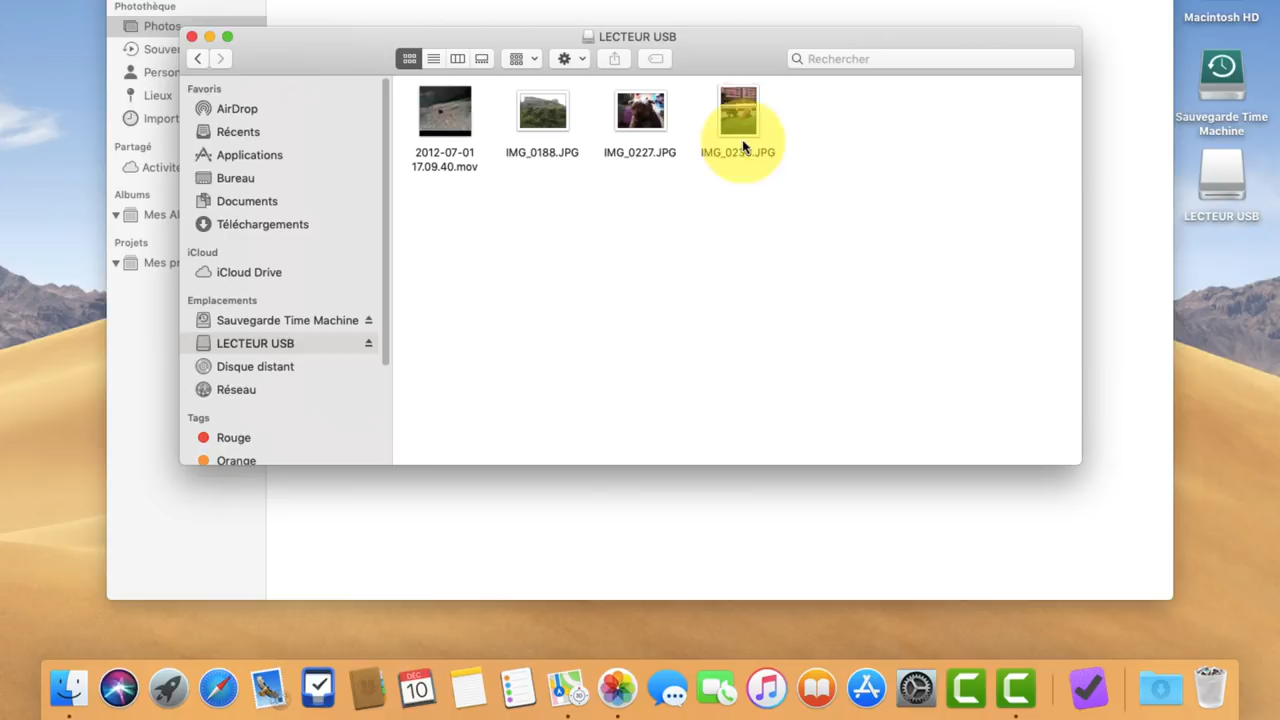 Photothèque
Photos
Souve
Person
Lieux
Import
Partagé
Activité
Albums
Mes Al
Projets
Mes pr
LECTEUR USB
Rechercher
Favoris
AirDrop
Récents
Applications
Bureau
Documents
Téléchargements
iCloud
iCloud Drive
Emplacements
Sauvegarde Time Machine
LECTEUR USB
Disque distant
Réseau
Tags
Rouge
Orange
2012-07-01
17.09.40.mov
IMG_0188.JPG
IMG_0227.JPG
Macintosh HD
Sauvegarde Time
Machine
LECTEUR USB
DÉC
10